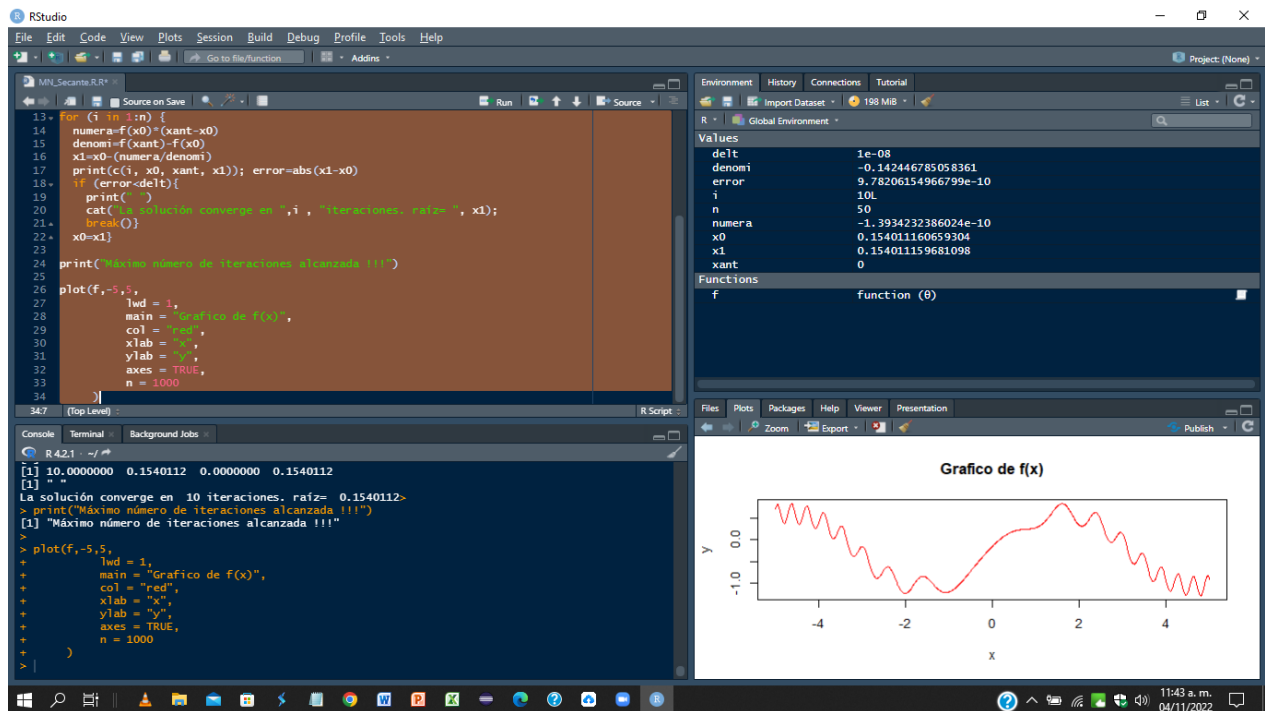 RStudio
File Edit Code View Plots Session Build Debug Profile Tools Help
Go to file/function Addins
Project: (None)
MN_Secante.R.R*
Source on Save Run Source
13 for (i in 1:n) {
14 numera=f(x0)*(xant-x0)
15 denomi=f(xant)-f(x0)
16 x1=x0-(numera/denomi)
17 print(c(i, x0, xant, x1)); error=abs(x1-x0)
18 if (error<delt){
19 print(" ")
20 cat("La solución converge en ",i , "iteraciones. raíz= ", x1);
21 break()}
22 x0=x1}
23
24 print("Máximo número de iteraciones alcanzada !!!")
25
26 plot(f,-5,5,
27 lwd = 1,
28 main = "Grafico de f(x)",
29 col = "red",
30 xlab = "x",
31 ylab = "y",
32 axes = TRUE,
33 n = 1000
34 )
34:7 (Top Level) R Script
Console Terminal Background Jobs
R 4.2.1 · ~/
[1] 10.0000000 0.1540112 0.0000000 0.1540112
[1] " "
La solución converge en 10 iteraciones. raíz= 0.1540112>
> print("Máximo número de iteraciones alcanzada !!!")
[1] "Máximo número de iteraciones alcanzada !!!"
>
> plot(f,-5,5,
+ lwd = 1,
+ main = "Grafico de f(x)",
+ col = "red",
+ xlab = "x",
+ ylab = "y",
+ axes = TRUE,
+ n = 1000
+ )
>
Environment History Connections Tutorial
Import Dataset 198 MiB List
R Global Environment
Values
delt 1e-08
denomi -0.142446785058361
error 9.78206154966799e-10
i 10L
n 50
numera -1.3934232386024e-10
x0 0.154011160659304
x1 0.154011159681098
xant 0
Functions
f function (θ)
Files Plots Packages Help Viewer Presentation
Zoom Export Publish
Grafico de f(x)
y
0.0
-1.0
-4 -2 0 2 4
x
11:43 a. m.
04/11/2022